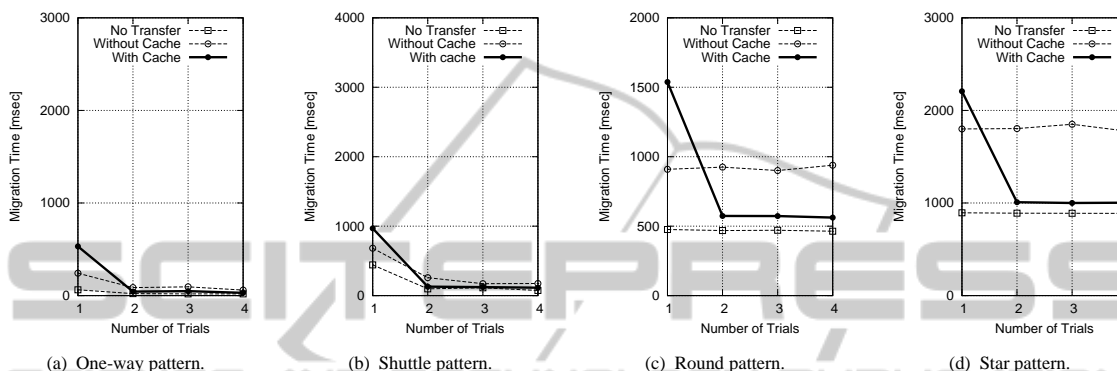 3000
2000
1000
0
Migration Time [msec]
1 2 3 4
Number of Trials
No Transfer
Without Cache
With Cache
(a) One-way pattern.
4000
3000
2000
1000
0
Migration Time [msec]
1 2 3 4
Number of Trials
No Transfer
Without Cache
With cache
(b) Shuttle pattern.
2000
1500
1000
500
0
Migration Time [msec]
1 2 3 4
Number of Trials
No Transfer
Without Cache
With Cache
(c) Round pattern.
3000
2000
1000
0
Migration Time [msec]
1 2 3
Number of Trials
No Transfer
Without Cache
With Cache
(d) Star pattern.
SCITEPRESS